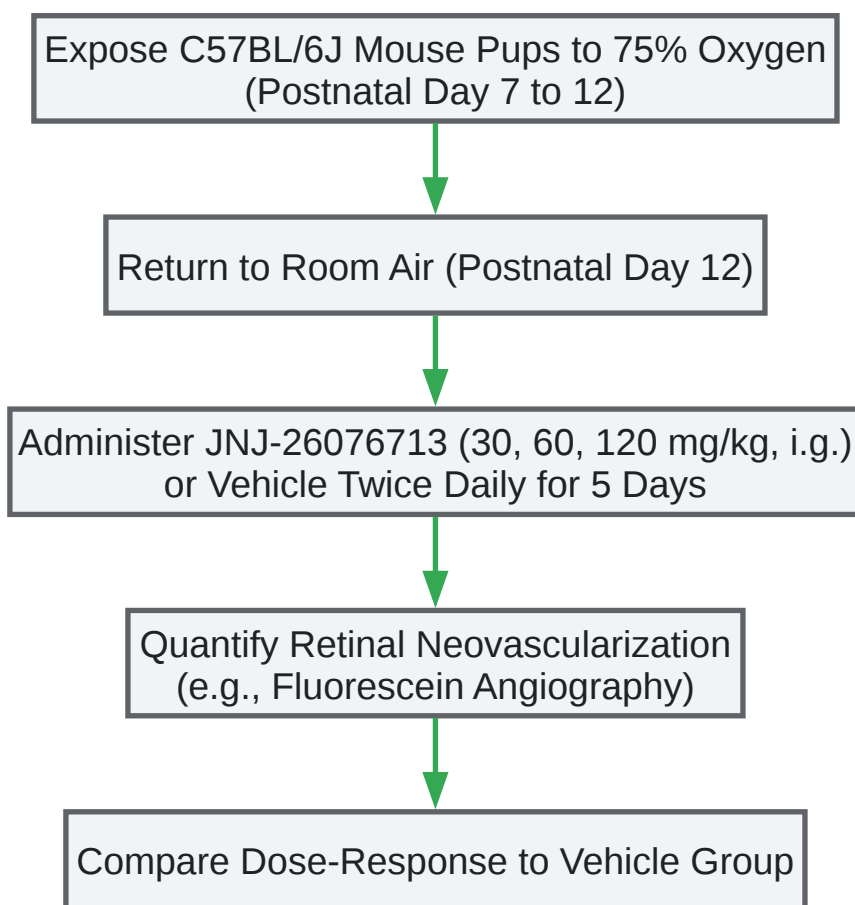 Expose C57BL/6J Mouse Pups to 75% Oxygen
(Postnatal Day 7 to 12)
Return to Room Air (Postnatal Day 12)
Administer JNJ-26076713 (30, 60, 120 mg/kg, i.g.)
or Vehicle Twice Daily for 5 Days
Quantify Retinal Neovascularization
(e.g., Fluorescein Angiography)
Compare Dose-Response to Vehicle Group